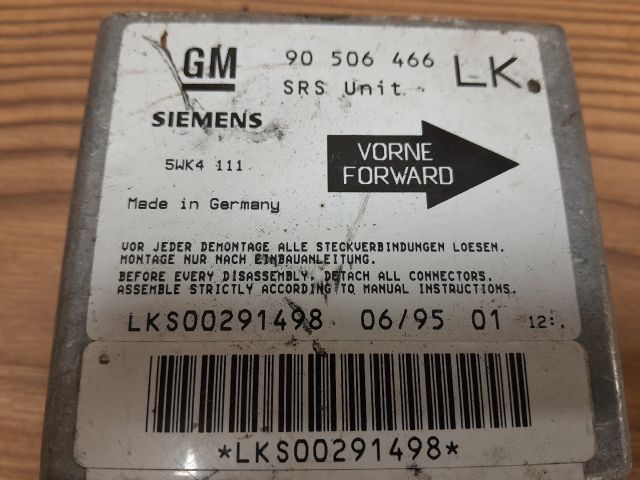 GM 90 506 466 LK.
SRS Unit
SIEMENS
5WK4 111
VORNE
FORWARD
Made in Germany
VOR JEDER DEMONTAGE ALLE STECKVERBINDUNGEN LOESEN.
MONTAGE NUR NACH EINBAUANLEITUNG.
BEFORE EVERY DISASSEMBLY, DETACH ALL CONNECTORS.
ASSEMBLE STRICTLY ACCORDING TO MANUAL INSTRUCTIONS.
LKS00291498 06/95 01
*LKS00291498*